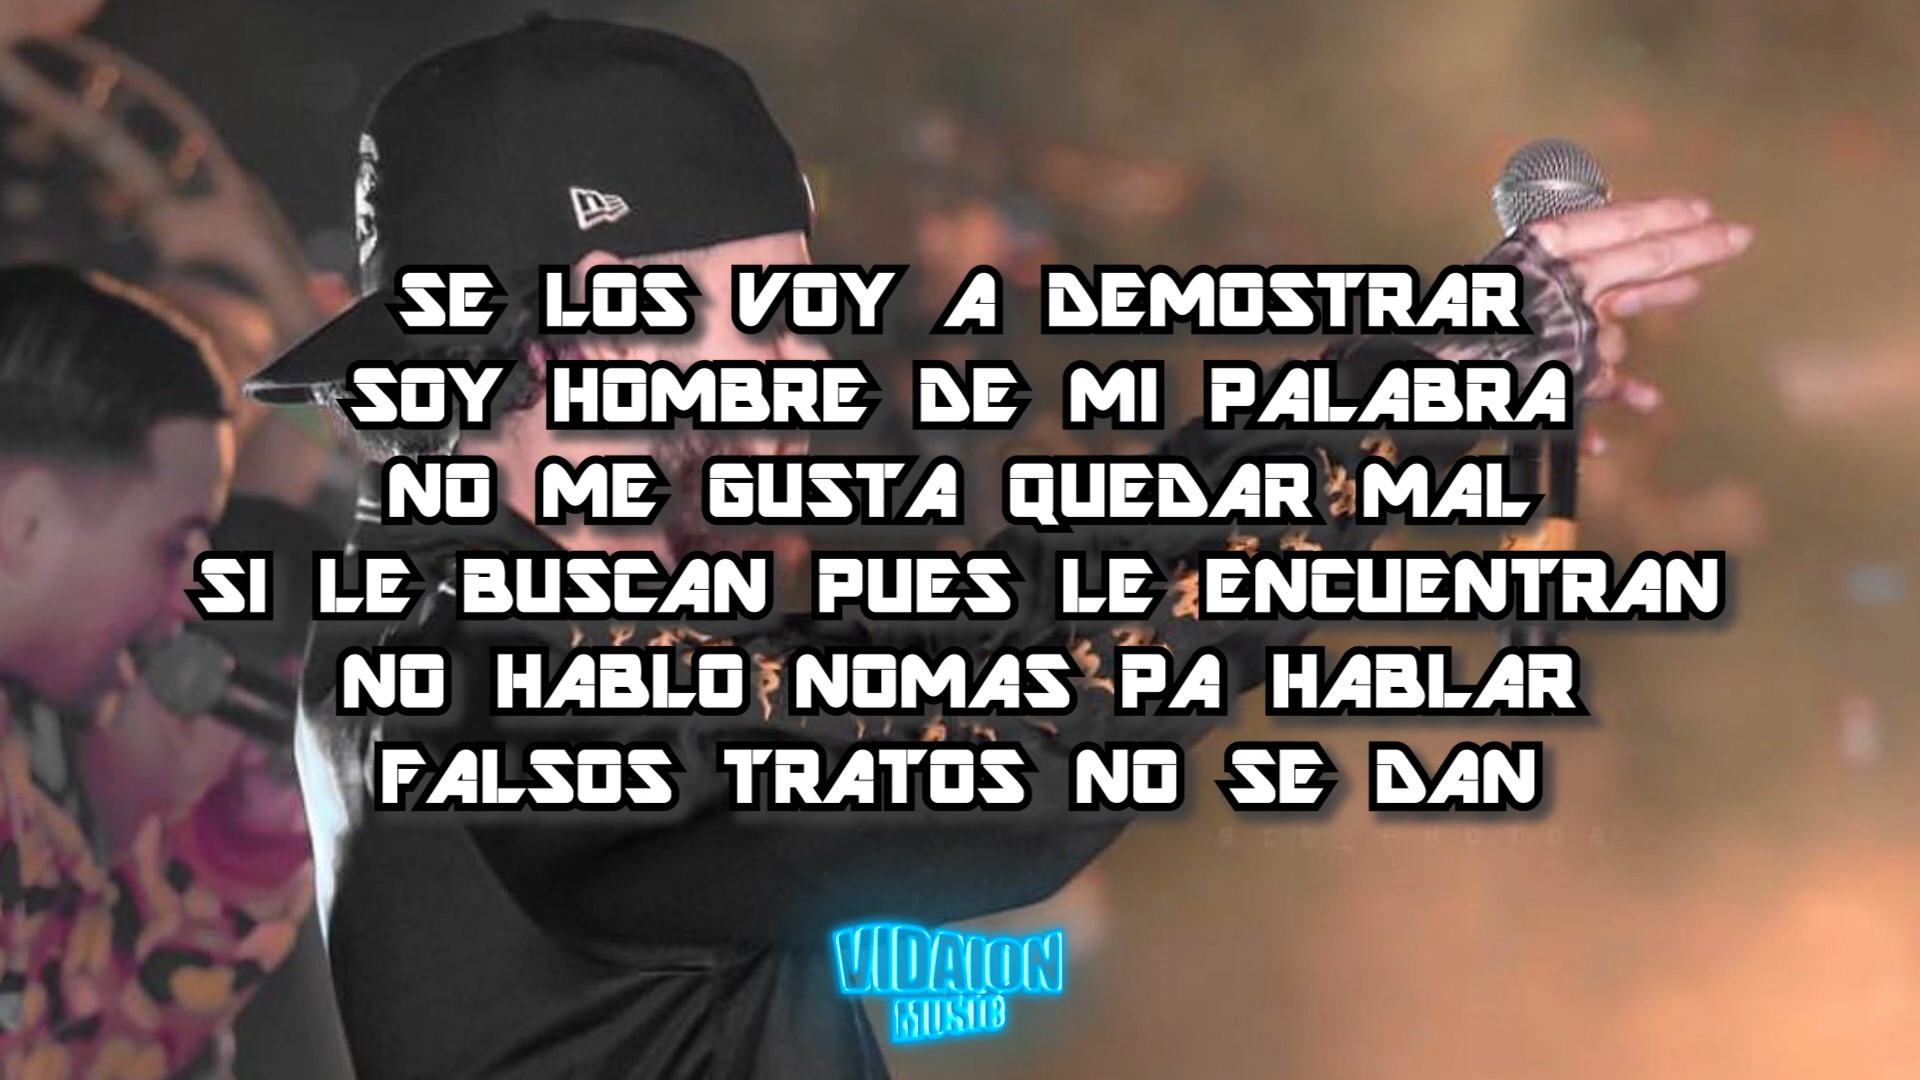 SE LOS VOY A DEMOSTRAR
SOY HOMBRE DE MI PALABRA
NO ME GUSTA QUEDAR MAL
SI LE BUSCAN PUES LE ENCUENTRAN
NO HABLO NOMAS PA HABLAR
FALSOS TRATOS NO SE DAN
VIDAION